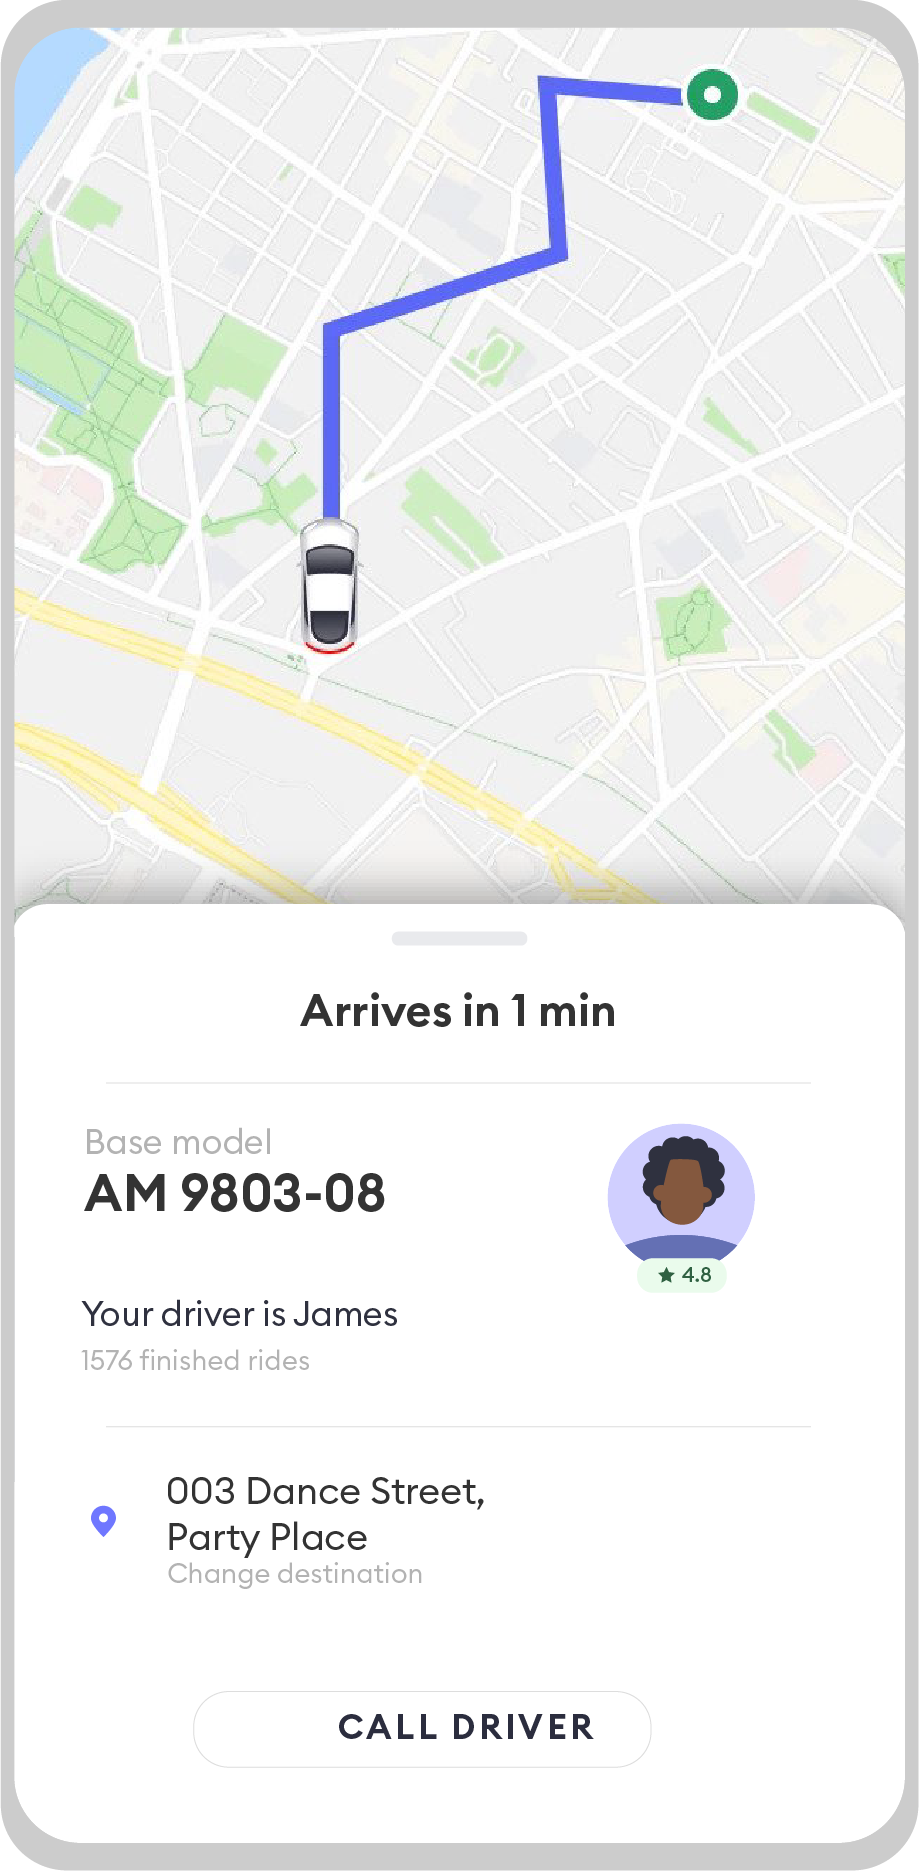 Arrives in 1 min
Base model
AM 9803-08
4.8
Your driver is James
1576 finished rides
003 Dance Street,
Party Place
Change destination
CALL DRIVER